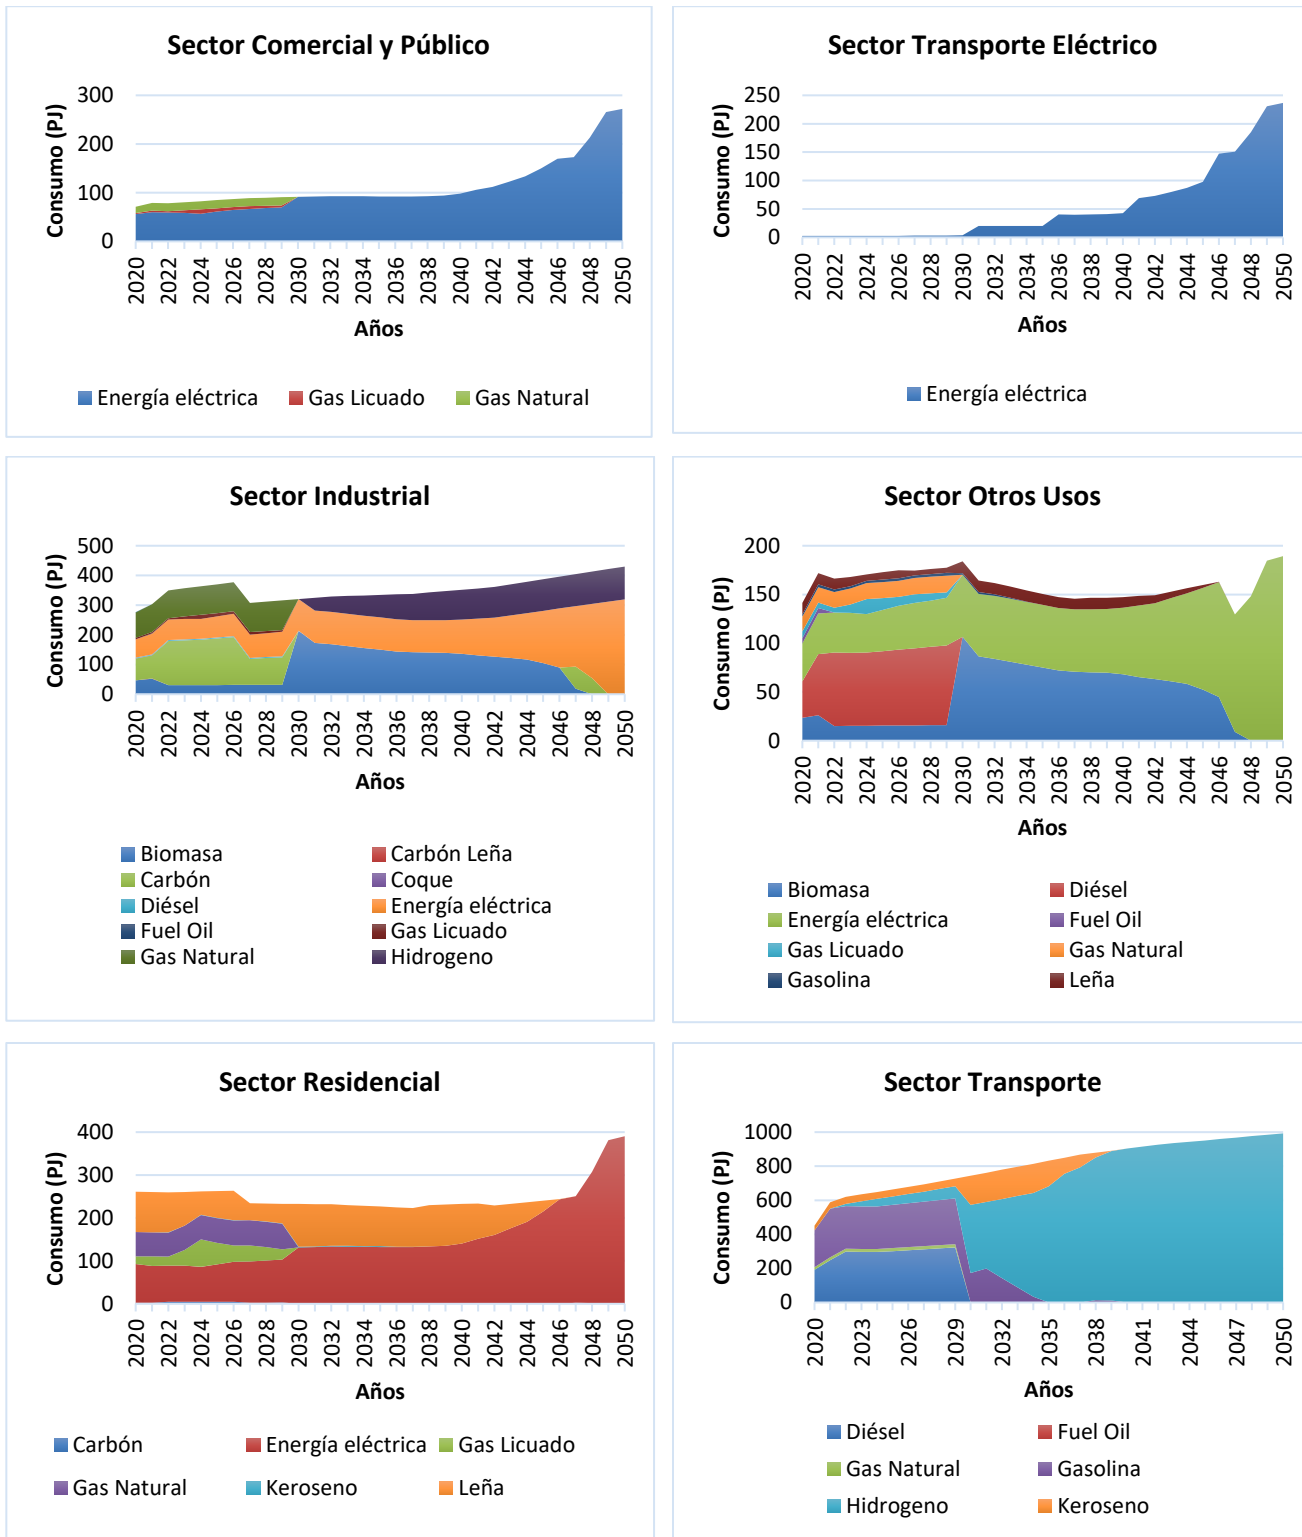 Sector Comercial y Público
Consumo (PJ)
300
200
100
0
2020
2022
2024
2026
2028
2030
2032
2034
2036
2038
2040
2042
2044
2046
2048
2050
Años
Energía eléctrica
Gas Licuado
Gas Natural
Sector Transporte Eléctrico
Consumo (PJ)
250
200
150
100
50
0
2020
2022
2024
2026
2028
2030
2032
2034
2036
2038
2040
2042
2044
2046
2048
2050
Años
Energía eléctrica
Sector Industrial
Consumo (PJ)
500
400
300
200
100
0
2020
2022
2024
2026
2028
2030
2032
2034
2036
2038
2040
2042
2044
2046
2048
2050
Años
Biomasa
Carbón Leña
Carbón
Coque
Diésel
Energía eléctrica
Fuel Oil
Gas Licuado
Gas Natural
Hidrogeno
Sector Otros Usos
Consumo (PJ)
200
150
100
50
0
2020
2022
2024
2026
2028
2030
2032
2034
2036
2038
2040
2042
2044
2046
2048
2050
Años
Biomasa
Diésel
Energía eléctrica
Fuel Oil
Gas Licuado
Gas Natural
Gasolina
Leña
Sector Residencial
Consumo (PJ)
400
300
200
100
0
2020
2022
2024
2026
2028
2030
2032
2034
2036
2038
2040
2042
2044
2046
2048
2050
Años
Carbón
Energía eléctrica
Gas Licuado
Gas Natural
Keroseno
Leña
Sector Transporte
Consumo (PJ)
1000
800
600
400
200
0
2020
2023
2026
2029
2032
2035
2038
2041
2044
2047
2050
Años
Diésel
Fuel Oil
Gas Natural
Gasolina
Hidrogeno
Keroseno